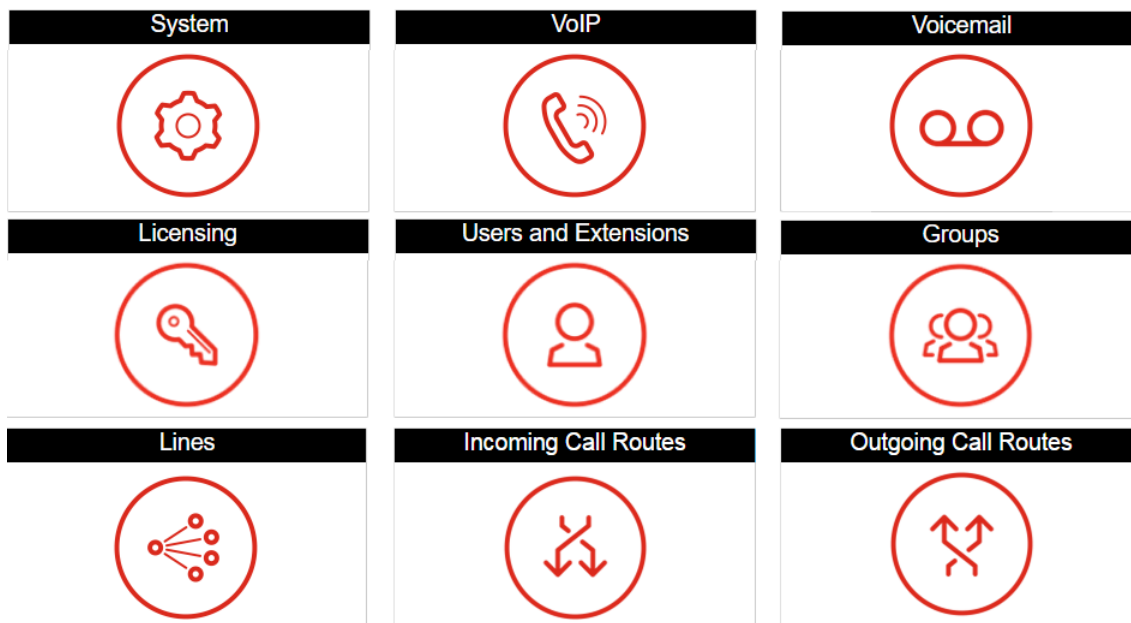 System
VoIP
Voicemail
Licensing
Users and Extensions
Groups
Lines
Incoming Call Routes
Outgoing Call Routes